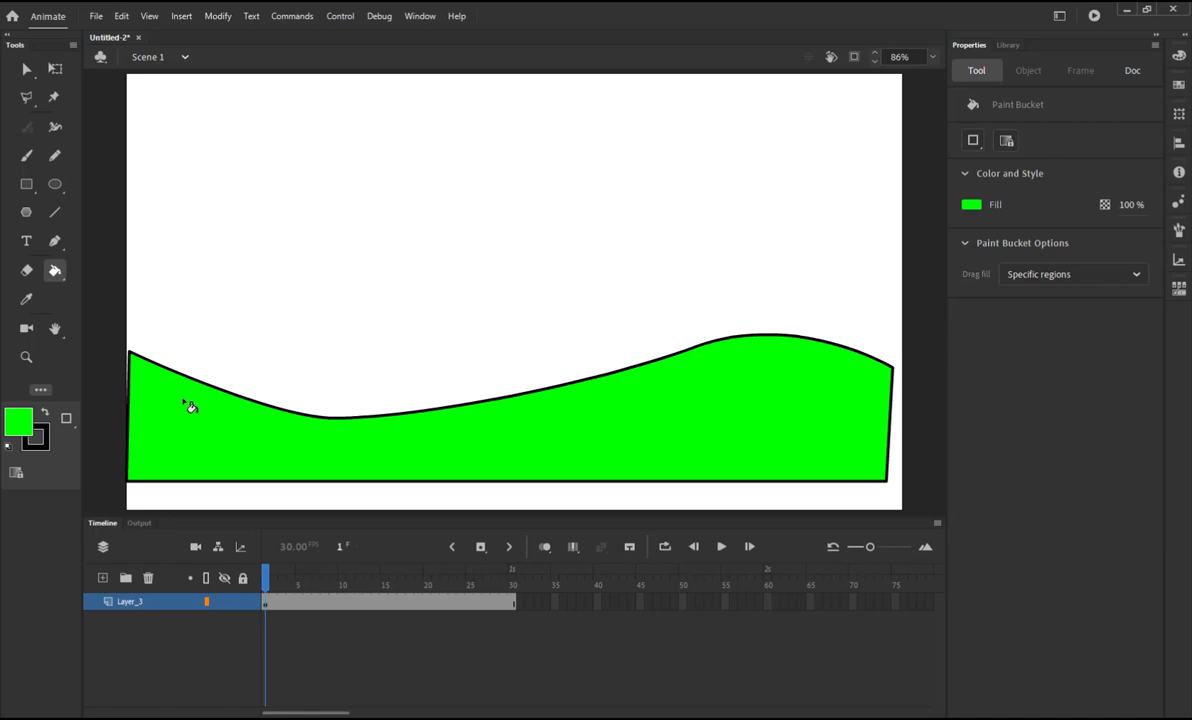 Animate File Edit View Insert Modify Text Commands Control Debug Window Help
Untitled-2*
Tools
Scene 1
86%
Properties Library
Tool Object Frame Doc
Paint Bucket
Color and Style
Fill 100 %
Paint Bucket Options
Drag fill Specific regions
T
Timeline Output
30.00 FPS 1 F
1s 2s
5 10 15 20 25 30 35 40 45 50 55 60 65 70 75
Layer_3